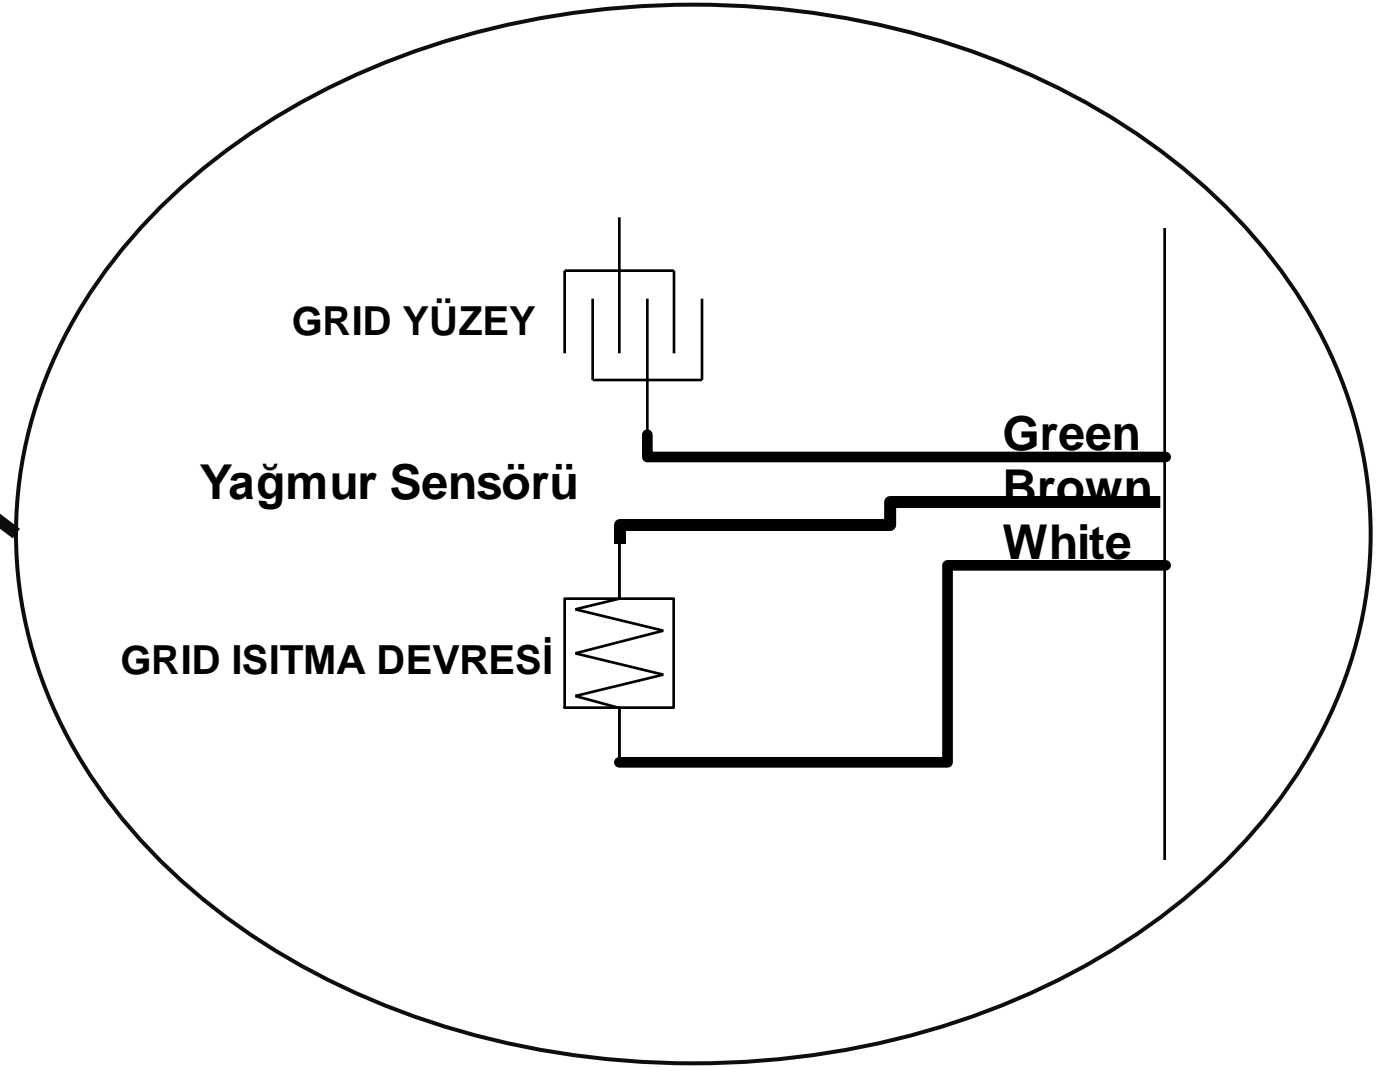 GRID YÜZEY
Green
Yağmur Sensörü
Brown
White
GRID ISITMA DEVRESİ